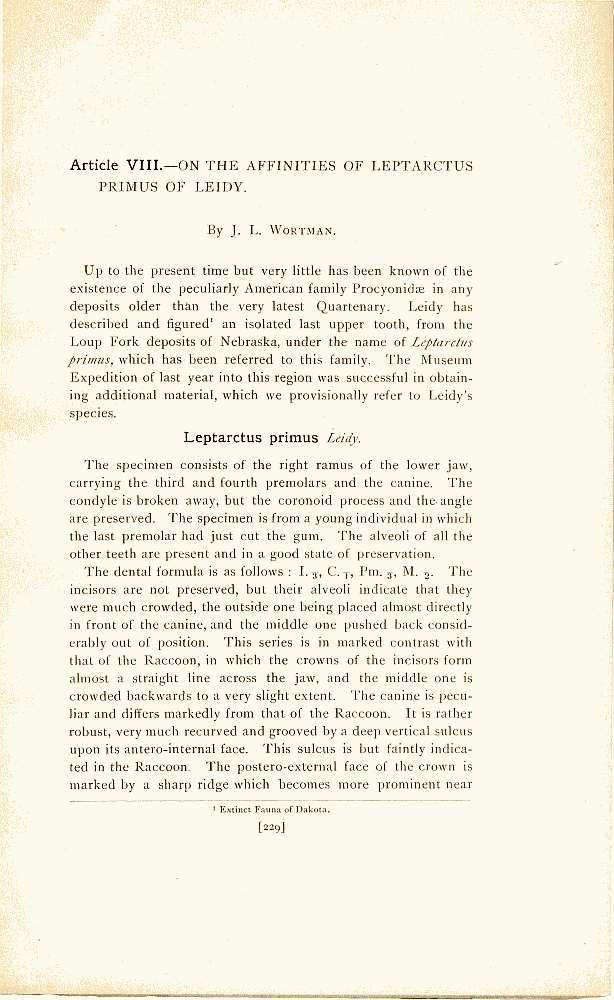 Article VIII.—ON THE AFFINITIES OF LEPTARCTUS
PRIMUS OF LEIDY.
By J. L. WORTMAN.
Up to the present time but very little has been known of the
existence of the peculiarly American family Procyonidæ in any
deposits older than the very latest Quartenary. Leidy has
described and figured¹ an isolated last upper tooth, from the
Loup Fork deposits of Nebraska, under the name of Leptarctus
primus, which has been referred to this family. The Museum
Expedition of last year into this region was successful in obtain-
ing additional material, which we provisionally refer to Leidy's
species.
Leptarctus primus Leidy.
The specimen consists of the right ramus of the lower jaw,
carrying the third and fourth premolars and the canine. The
condyle is broken away, but the coronoid process and the angle
are preserved. The specimen is from a young individual in which
the last premolar had just cut the gum. The alveoli of all the
other teeth are present and in a good state of preservation.
The dental formula is as follows : I. ₃, C. ₁, Pm. ₃, M. ₂. The
incisors are not preserved, but their alveoli indicate that they
were much crowded, the outside one being placed almost directly
in front of the canine, and the middle one pushed back consid-
erably out of position. This series is in marked contrast with
that of the Raccoon, in which the crowns of the incisors form
almost a straight line across the jaw, and the middle one is
crowded backwards to a very slight extent. The canine is pecu-
liar and differs markedly from that of the Raccoon. It is rather
robust, very much recurved and grooved by a deep vertical sulcus
upon its antero-internal face. This sulcus is but faintly indica-
ted in the Raccoon. The postero-external face of the crown is
marked by a sharp ridge which becomes more prominent near
¹ Extinct Fauna of Dakota.
[229]